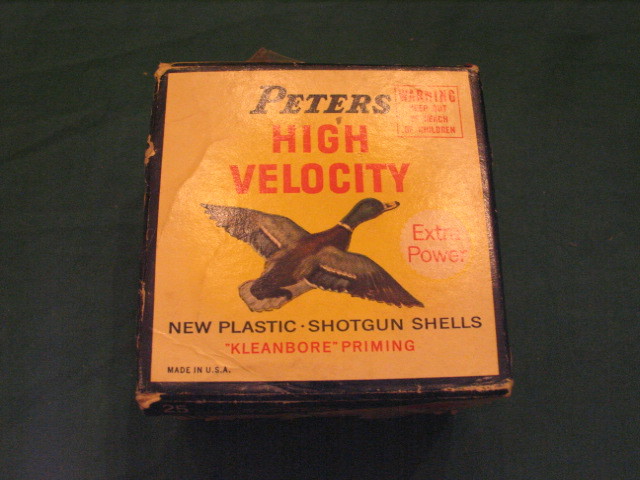 PETERS
HIGH
VELOCITY
WARNING
KEEP OUT
OF REACH
OF CHILDREN
Extra
Power
NEW PLASTIC · SHOTGUN SHELLS
"KLEANBORE" PRIMING
MADE IN U.S.A.
25